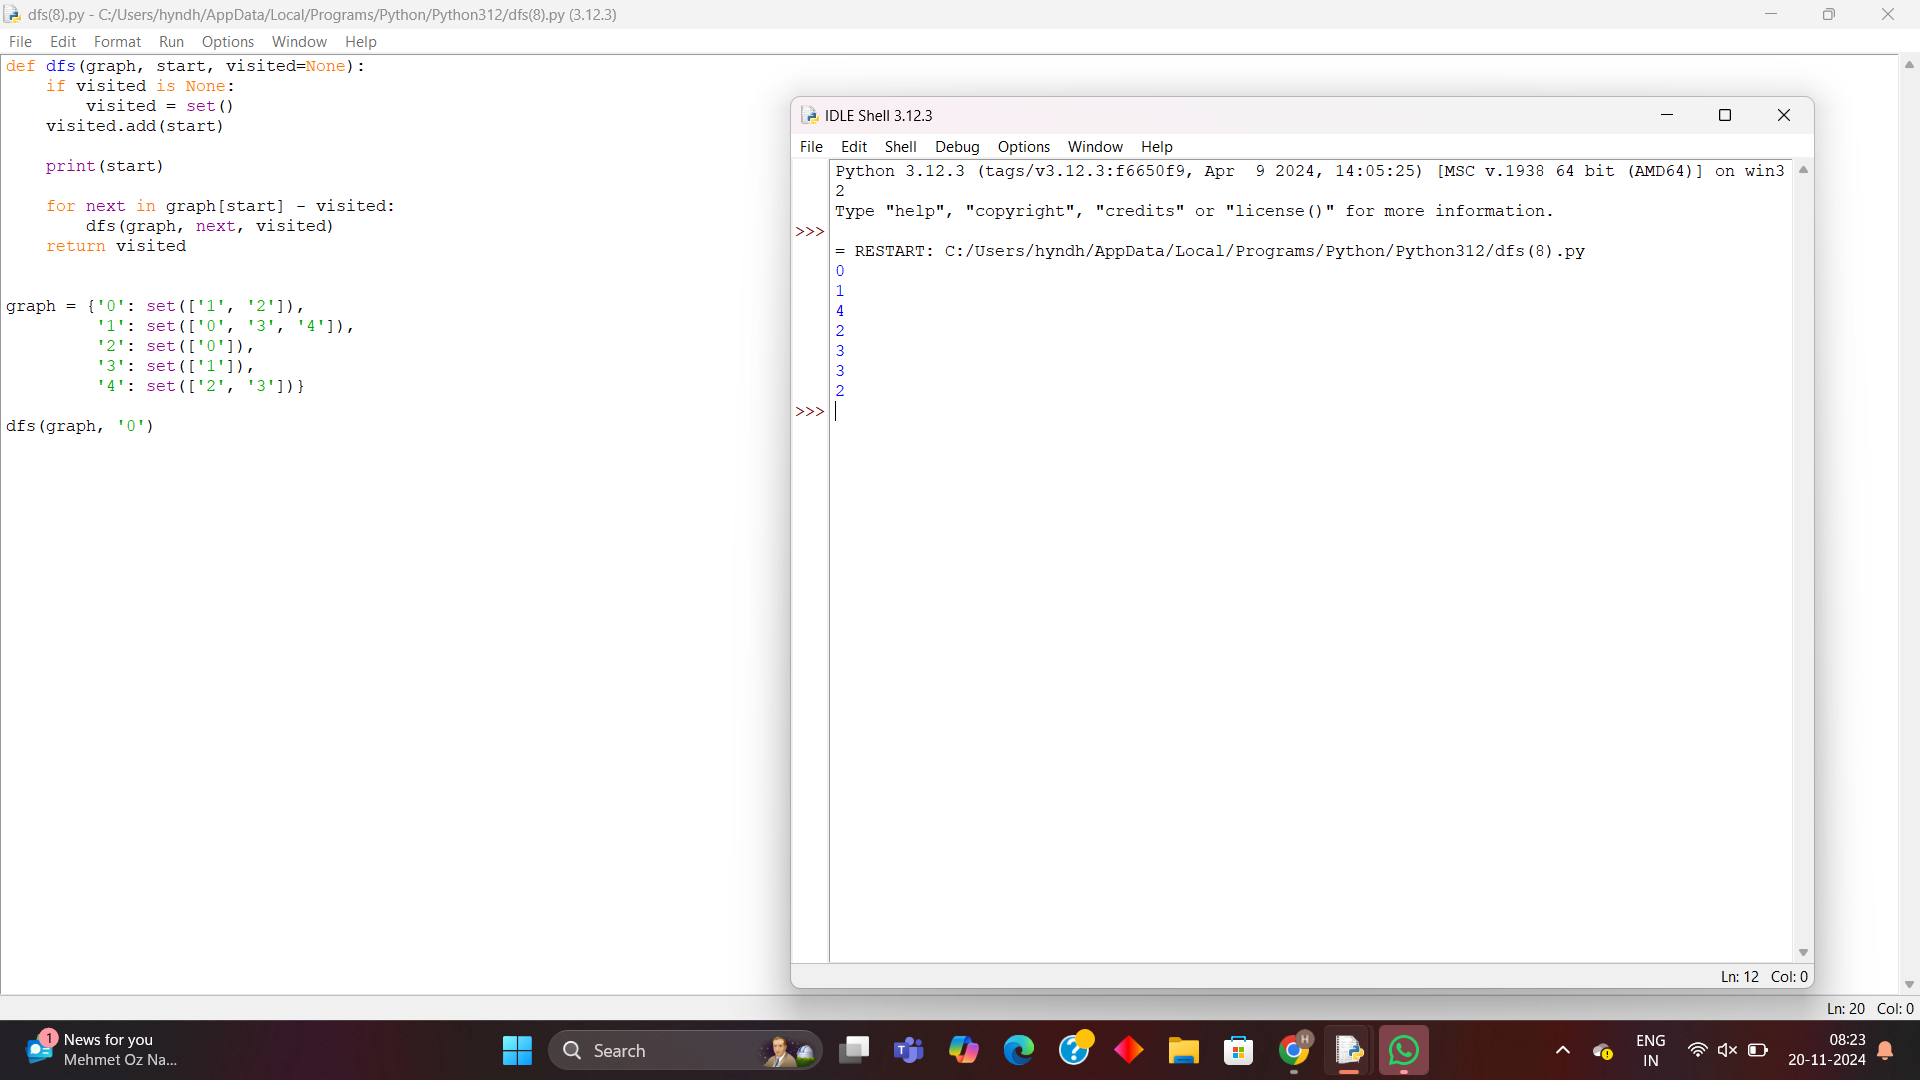 dfs(8).py - C:/Users/hyndh/AppData/Local/Programs/Python/Python312/dfs(8).py (3.12.3)
File Edit Format Run Options Window Help
def dfs(graph, start, visited=None):
    if visited is None:
        visited = set()
    visited.add(start)

    print(start)

    for next in graph[start] - visited:
        dfs(graph, next, visited)
    return visited

graph = {'0': set(['1', '2']),
         '1': set(['0', '3', '4']),
         '2': set(['0']),
         '3': set(['1']),
         '4': set(['2', '3'])}

dfs(graph, '0')
IDLE Shell 3.12.3
File Edit Shell Debug Options Window Help
Python 3.12.3 (tags/v3.12.3:f6650f9, Apr  9 2024, 14:05:25) [MSC v.1938 64 bit (AMD64)] on win3
2
Type "help", "copyright", "credits" or "license()" for more information.
>>>
= RESTART: C:/Users/hyndh/AppData/Local/Programs/Python/Python312/dfs(8).py
0
1
4
2
3
3
2
>>>
Ln: 12 Col: 0
Ln: 20 Col: 0
1
News for you
Mehmet Oz Na...
Search
H
ENG
IN
08:23
20-11-2024